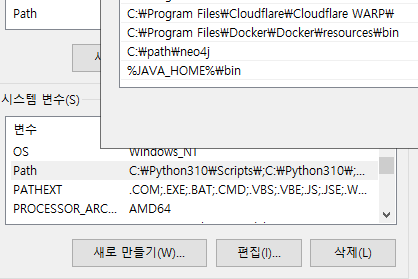 C:₩Program Files₩Cloudflare₩Cloudflare WARP₩
Path
C:₩Program Files₩Docker₩Docker₩resources₩bin
C:₩path₩neo4j
%JAVA_HOME%₩bin
시스템 변수(S)
변수
OS Windows_NT
Path C:₩Python310₩Scripts₩;C:₩Python310₩;...
PATHEXT .COM;.EXE;.BAT;.CMD;.VBS;.VBE;.JS;.JSE;.W...
PROCESSOR_ARC... AMD64
새로 만들기(W)... 편집(I)... 삭제(L)